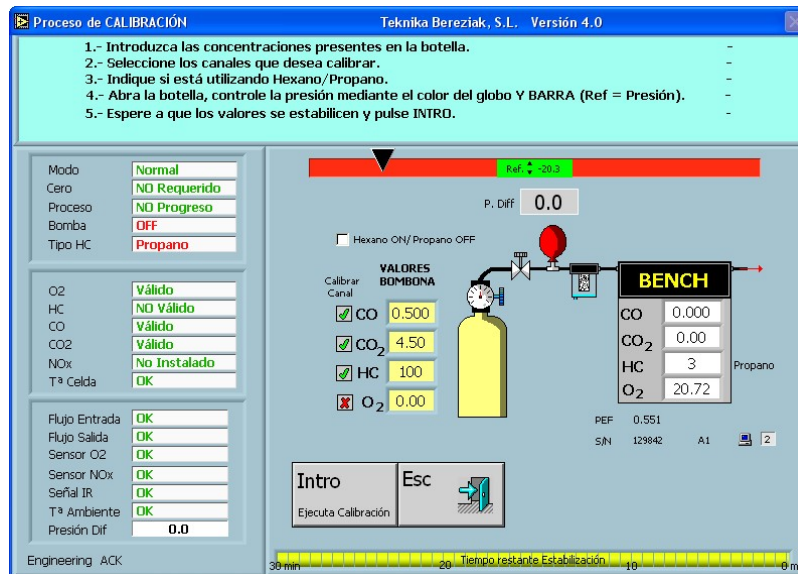 Proceso de CALIBRACIÓN Teknika Bereziak, S.L. Versión 4.0
1.- Introduzca las concentraciones presentes en la botella. -
2.- Seleccione los canales que desea calibrar. -
3.- Indique si está utilizando Hexano/Propano. -
4.- Abra la botella, controle la presión mediante el color del globo Y BARRA (Ref = Presión). -
5.- Espere a que los valores se estabilicen y pulse INTRO. -
Modo Normal
Cero NO Requerido
Proceso NO Progreso
Bomba OFF
Tipo HC Propano
O2 Válido
HC NO Válido
CO Válido
CO2 Válido
NOx No Instalado
Tª Celda OK
Flujo Entrada OK
Flujo Salida OK
Sensor O2 OK
Sensor NOx OK
Señal IR OK
Tª Ambiente OK
Presión Dif 0.0
Engineering ACK
Ref. -20.3
P. Diff 0.0
Hexano ON/ Propano OFF
Calibrar Canal
VALORES BOMBONA
CO 0.500
CO2 4.50
HC 100
O2 0.00
BENCH
CO 0.000
CO2 0.00
HC 3 Propano
O2 20.72
PEF 0.551
S/N 129842 A1 2
Intro
Ejecuta Calibración
Esc
Tiempo restante Estabilización
30 min 20 10 0 m